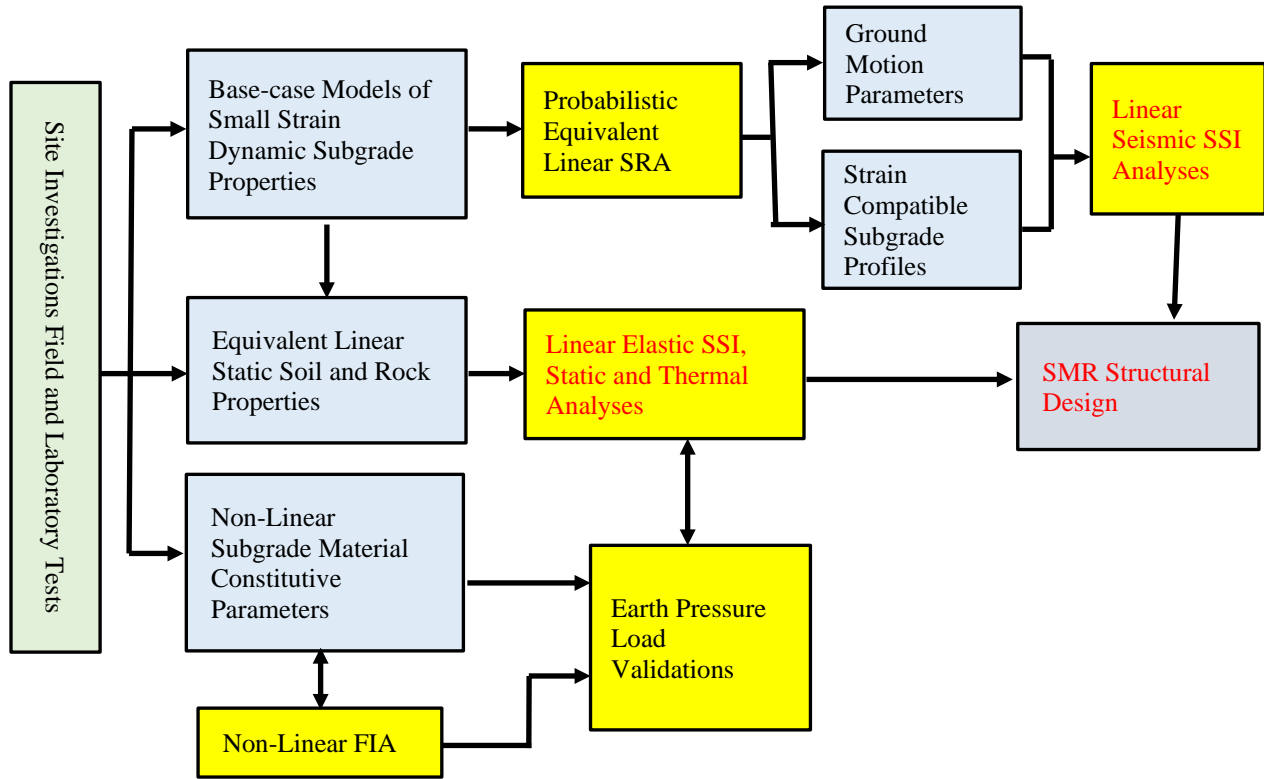 Site Investigations Field and Laboratory Tests
Base-case Models of
Small Strain
Dynamic Subgrade
Properties
Probabilistic
Equivalent
Linear SRA
Ground
Motion
Parameters
Strain
Compatible
Subgrade
Profiles
Linear
Seismic SSI
Analyses
Equivalent Linear
Static Soil and Rock
Properties
Linear Elastic SSI,
Static and Thermal
Analyses
SMR Structural
Design
Non-Linear
Subgrade Material
Constitutive
Parameters
Earth Pressure
Load
Validations
Non-Linear FIA